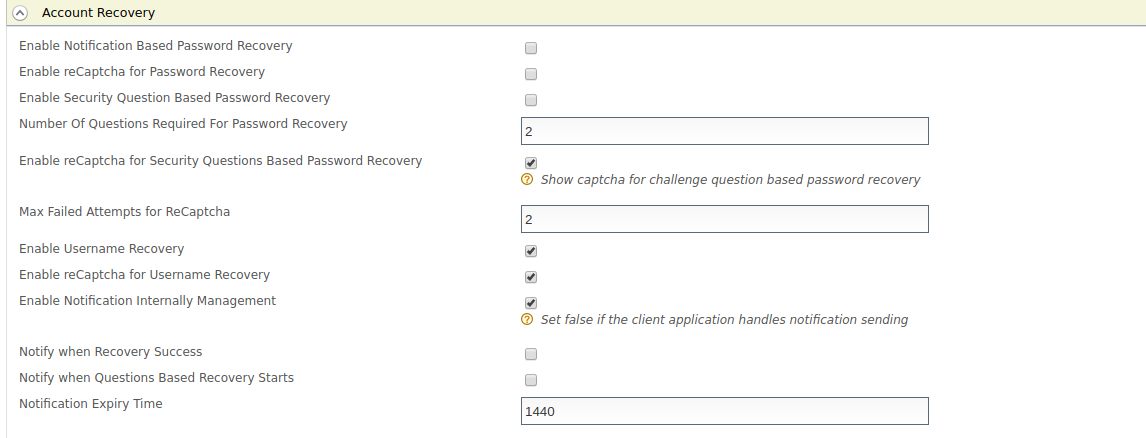 Account Recovery
Enable Notification Based Password Recovery
Enable reCaptcha for Password Recovery
Enable Security Question Based Password Recovery
Number Of Questions Required For Password Recovery
2
Enable reCaptcha for Security Questions Based Password Recovery
? Show captcha for challenge question based password recovery
Max Failed Attempts for ReCaptcha
2
Enable Username Recovery
Enable reCaptcha for Username Recovery
Enable Notification Internally Management
? Set false if the client application handles notification sending
Notify when Recovery Success
Notify when Questions Based Recovery Starts
Notification Expiry Time
1440